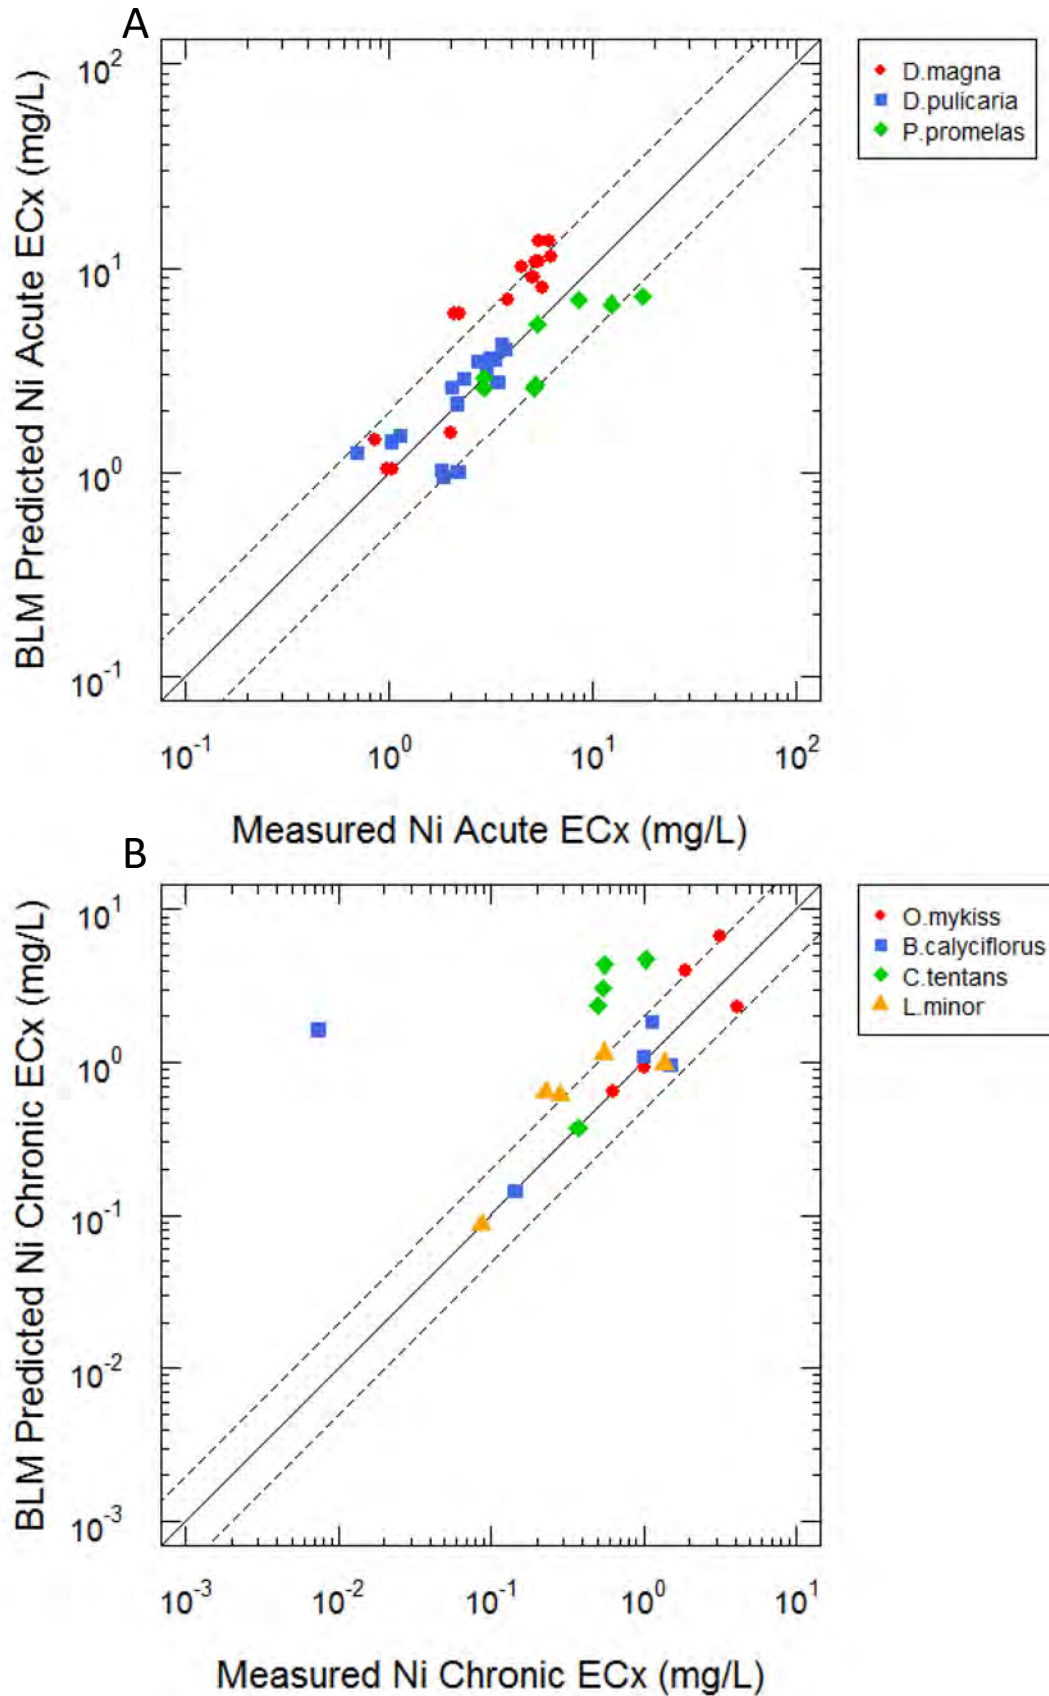 A
BLM Predicted Ni Acute ECx (mg/L)
10²
10¹
10⁰
10⁻¹
10⁻¹ 10⁰ 10¹ 10²
Measured Ni Acute ECx (mg/L)
D.magna
D.pulicaria
P.promelas
B
BLM Predicted Ni Chronic ECx (mg/L)
10¹
10⁰
10⁻¹
10⁻²
10⁻³
10⁻³ 10⁻² 10⁻¹ 10⁰ 10¹
Measured Ni Chronic ECx (mg/L)
O.mykiss
B.calyciflorus
C.tentans
L.minor